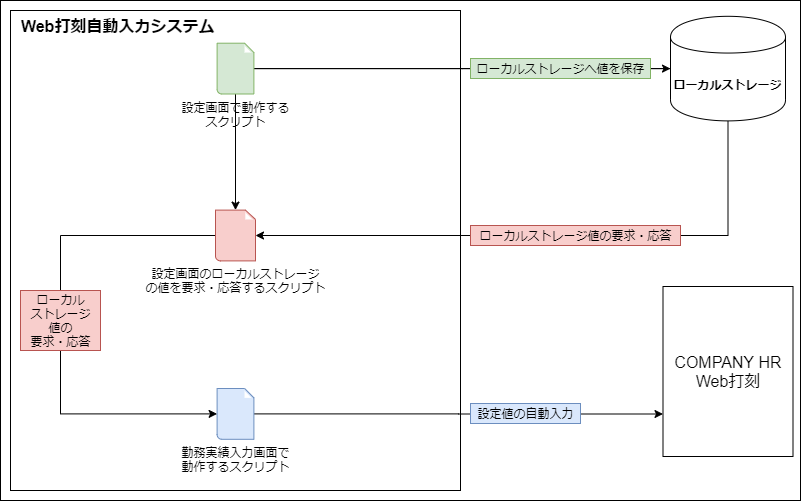 Web打刻自動入力システム
設定画面で動作する
スクリプト
ローカルストレージへ値を保存
ローカルストレージ
設定画面のローカルストレージ
の値を要求・応答するスクリプト
ローカルストレージ値の要求・応答
ローカル
ストレージ
値の
要求・応答
勤務実績入力画面で
動作するスクリプト
設定値の自動入力
COMPANY HR
Web打刻